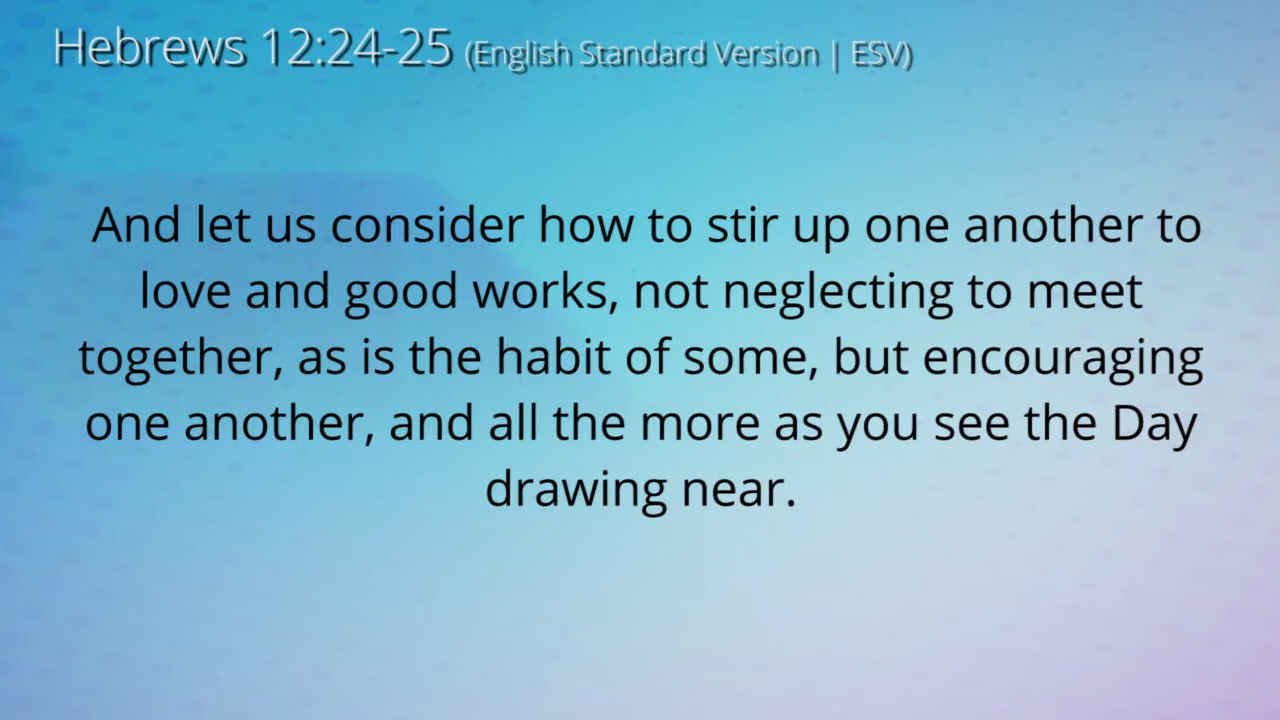 Hebrews 12:24-25 (English Standard Version | ESV)
And let us consider how to stir up one another to
love and good works, not neglecting to meet
together, as is the habit of some, but encouraging
one another, and all the more as you see the Day
drawing near.